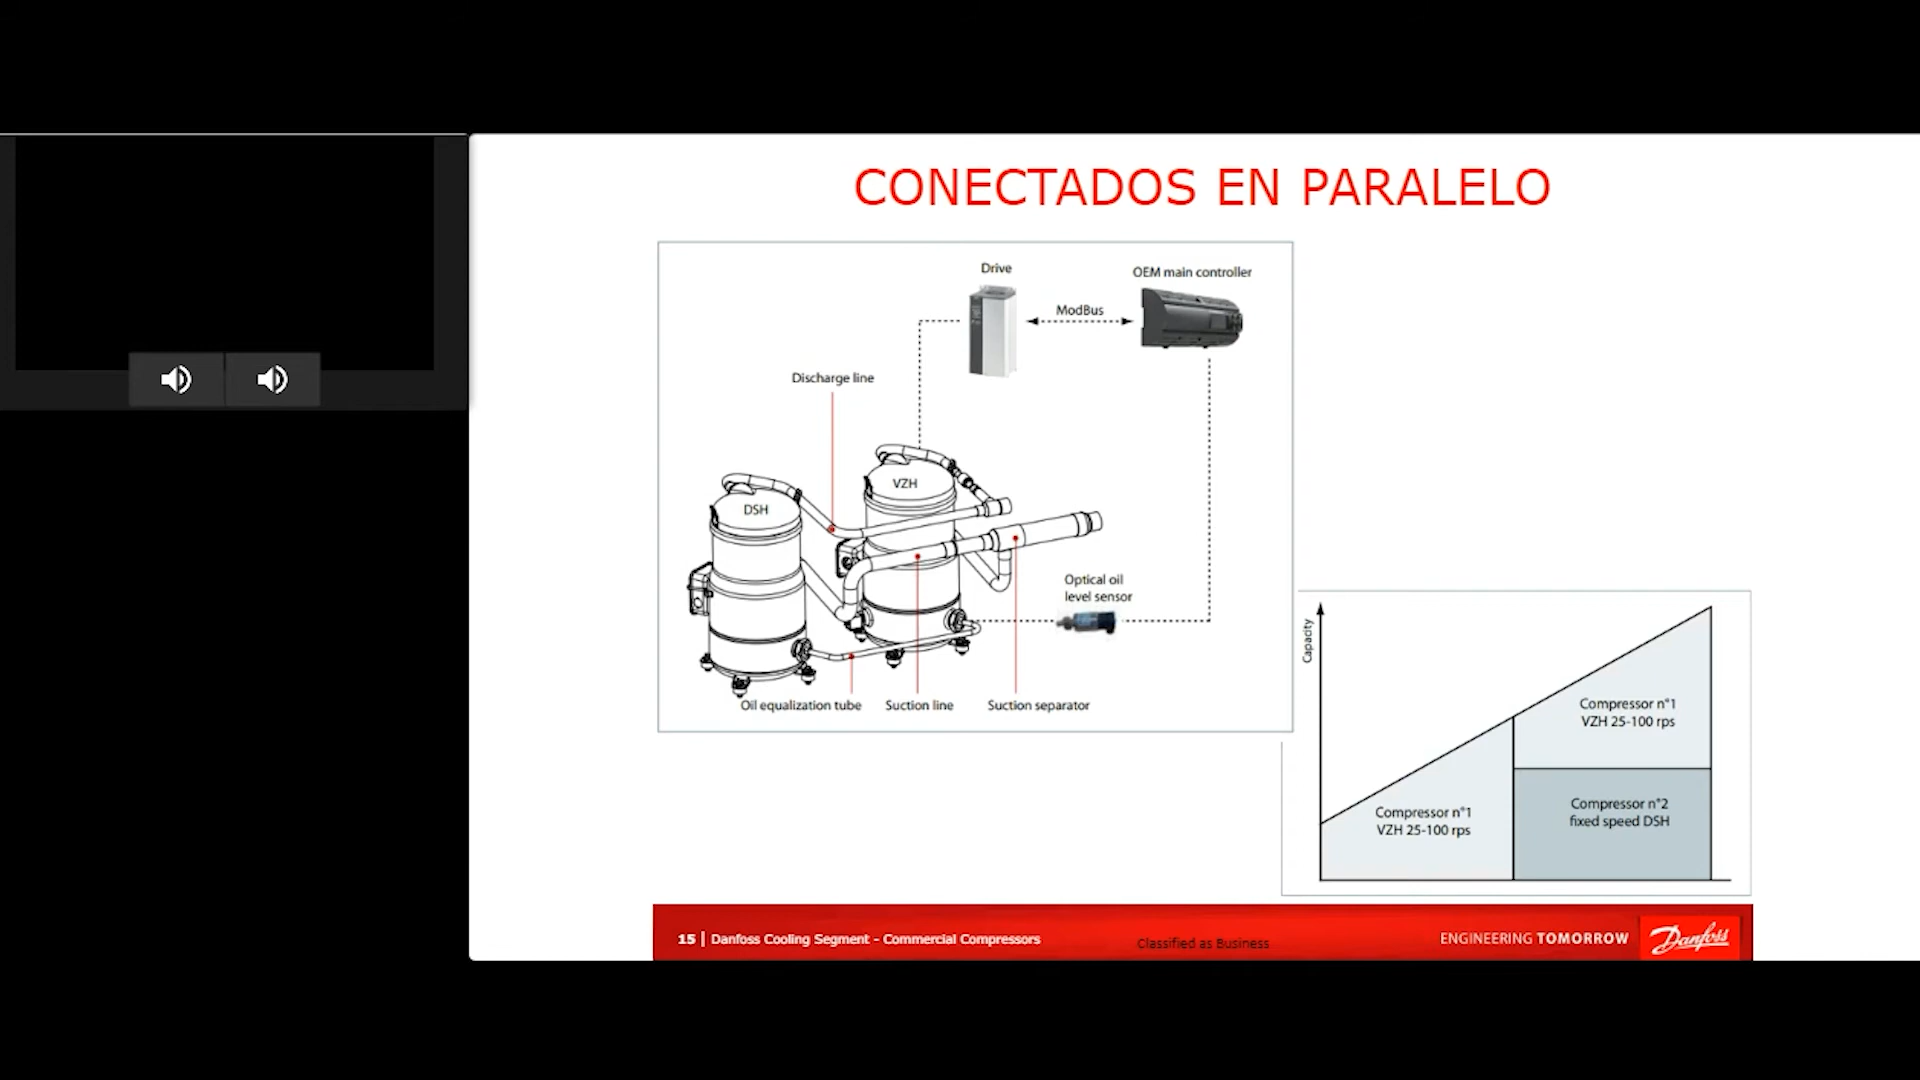 CONECTADOS EN PARALELO
Drive
OEM main controller
ModBus
Discharge line
VZH
DSH
Optical oil
level sensor
Oil equalization tube
Suction line
Suction separator
Capacity
Compressor n°1
VZH 25-100 rps
Compressor n°1
VZH 25-100 rps
Compressor n°2
fixed speed DSH
15 | Danfoss Cooling Segment - Commercial Compressors
Classified as Business
ENGINEERING TOMORROW
Danfoss